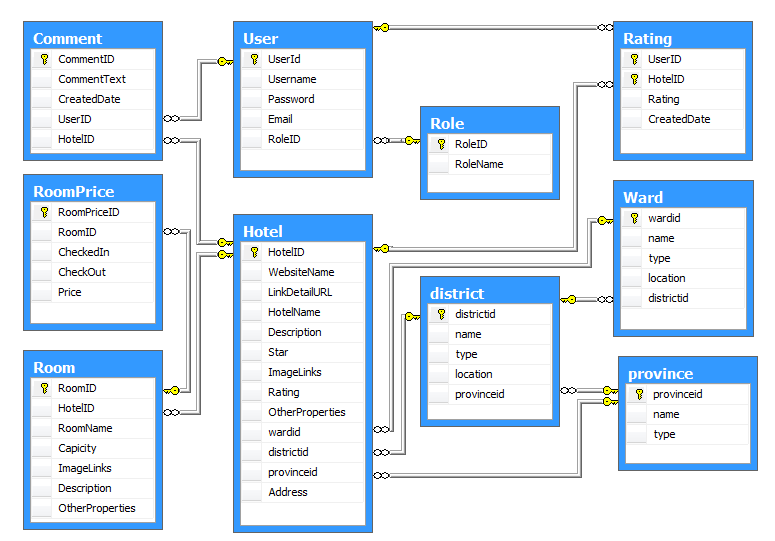 Comment
CommentID
CommentText
CreatedDate
UserID
HotelID
User
UserId
Username
Password
Email
RoleID
Rating
UserID
HotelID
Rating
CreatedDate
Role
RoleID
RoleName
RoomPrice
RoomPriceID
RoomID
CheckedIn
CheckOut
Price
Hotel
HotelID
WebsiteName
LinkDetailURL
HotelName
Description
Star
ImageLinks
Rating
OtherProperties
wardid
districtid
provinceid
Address
Ward
wardid
name
type
location
districtid
district
districtid
name
type
location
provinceid
Room
RoomID
HotelID
RoomName
Capicity
ImageLinks
Description
OtherProperties
province
provinceid
name
type